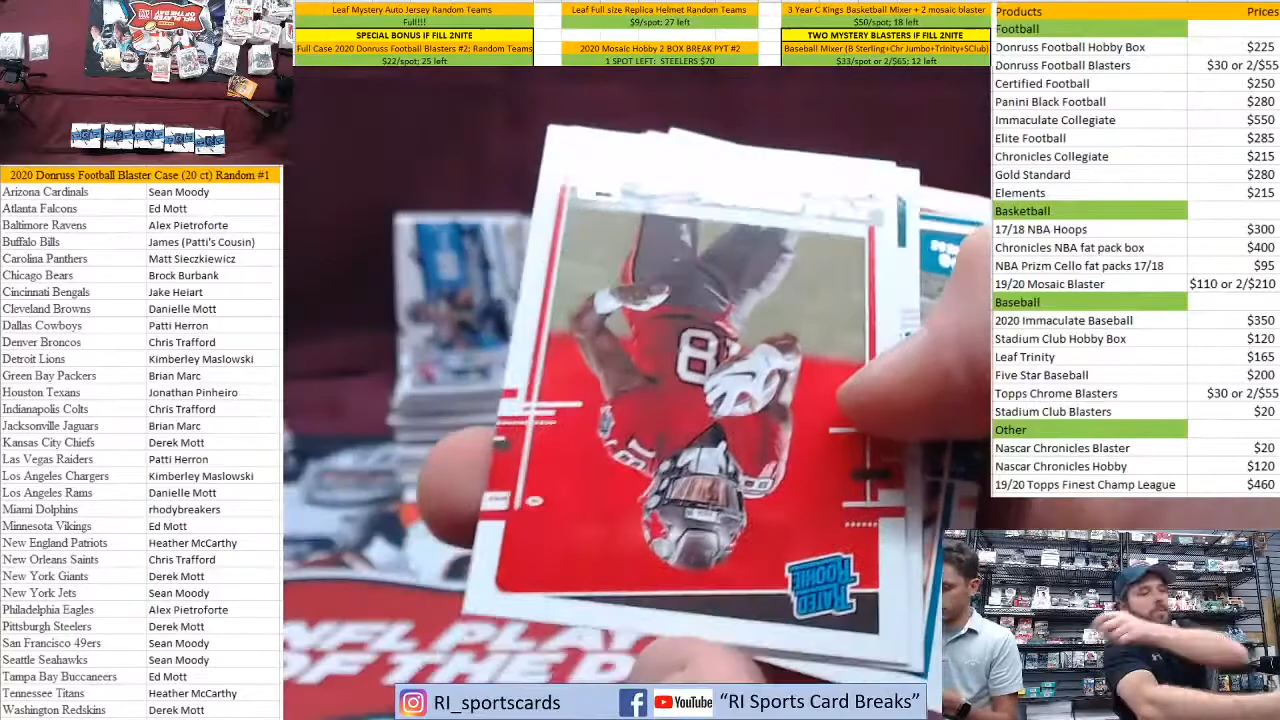 Leaf Mystery Auto Jersey Random Teams
Full!!!
SPECIAL BONUS IF FILL 2NITE
Full Case 2020 Donruss Football Blasters #2; Random Teams
$22/spot; 25 left
Leaf Full size Replica Helmet Random Teams
$9/spot: 27 left
2020 Mosaic Hobby 2 BOX BREAK PYT #2
1 SPOT LEFT: STEELERS $70
3 Year C Kings Basketball Mixer + 2 mosaic blaster
$50/spot; 18 left
TWO MYSTERY BLASTERS IF FILL 2NITE
Baseball Mixer (B Sterling+Chr Jumbo+Trinity+SClub)
$33/spot or 2/$65; 12 left
Products Prices
Football
Donruss Football Hobby Box $225
Donruss Football Blasters $30 or 2/$55
Certified Football $250
Panini Black Football $210
Immaculate Collegiate $550
Elite Football $285
Chronicles Collegiate $215
Gold Standard $280
Elements $215
Basketball
17/18 NBA Hoops $300
Chronicles NBA fat pack box $400
NBA Prizm Cello fat packs 17/18 $95
19/20 Mosaic Blaster $110 or 2/$210
Baseball
2020 Immaculate Baseball $350
Stadium Club Hobby Box $120
Leaf Trinity $165
Five Star Baseball $200
Topps Chrome Blasters $30 or 2/$55
Stadium Club Blasters $20
Other
Nascar Chronicles Blaster $20
Nascar Chronicles Hobby $120
19/20 Topps Finest Champ League $460
2020 Donruss Football Blaster Case (20 ct) Random #1
Arizona Cardinals Sean Moody
Atlanta Falcons Ed Mott
Baltimore Ravens Alex Pietroforte
Buffalo Bills James (Patti's Cousin)
Carolina Panthers Matt Sieczkiewicz
Chicago Bears Brock Burbank
Cincinnati Bengals Jake Heiart
Cleveland Browns Danielle Mott
Dallas Cowboys Patti Herron
Denver Broncos Chris Trafford
Detroit Lions Kimberley Maslowski
Green Bay Packers Brian Marc
Houston Texans Jonathan Pinheiro
Indianapolis Colts Chris Trafford
Jacksonville Jaguars Brian Marc
Kansas City Chiefs Derek Mott
Las Vegas Raiders Patti Herron
Los Angeles Chargers Kimberley Maslowski
Los Angeles Rams Danielle Mott
Miami Dolphins rhodybreakers
Minnesota Vikings Ed Mott
New England Patriots Heather McCarthy
New Orleans Saints Chris Trafford
New York Giants Derek Mott
New York Jets Sean Moody
Philadelphia Eagles Alex Pietroforte
Pittsburgh Steelers Derek Mott
San Francisco 49ers Sean Moody
Seattle Seahawks Sean Moody
Tampa Bay Buccaneers Ed Mott
Tennessee Titans Heather McCarthy
Washington Redskins Derek Mott
RATED
ROOKIE
RI_sportscards
YouTube
"RI Sports Card Breaks"